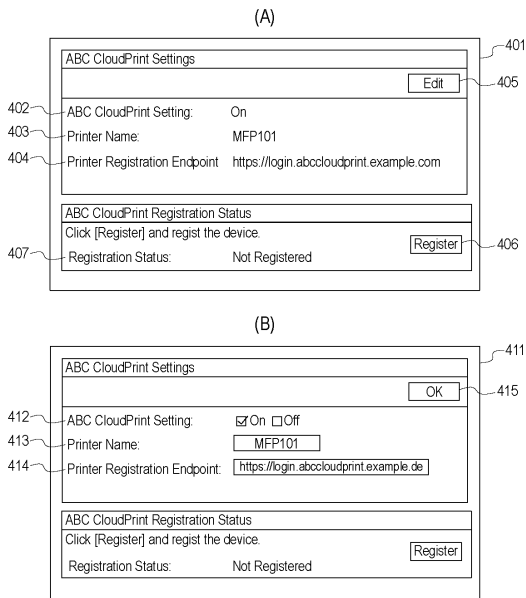 (A)
401
ABC CloudPrint Settings
Edit
405
402 ABC CloudPrint Setting: On
403 Printer Name: MFP101
404 Printer Registration Endpoint https://login.abccloudprint.example.com
ABC CloudPrint Registration Status
Click [Register] and regist the device.
Register 406
407 Registration Status: Not Registered
(B)
411
ABC CloudPrint Settings
OK 415
412 ABC CloudPrint Setting: On Off
413 Printer Name: MFP101
414 Printer Registration Endpoint: https://login.abccloudprint.example.de
ABC CloudPrint Registration Status
Click [Register] and regist the device.
Register
Registration Status: Not Registered